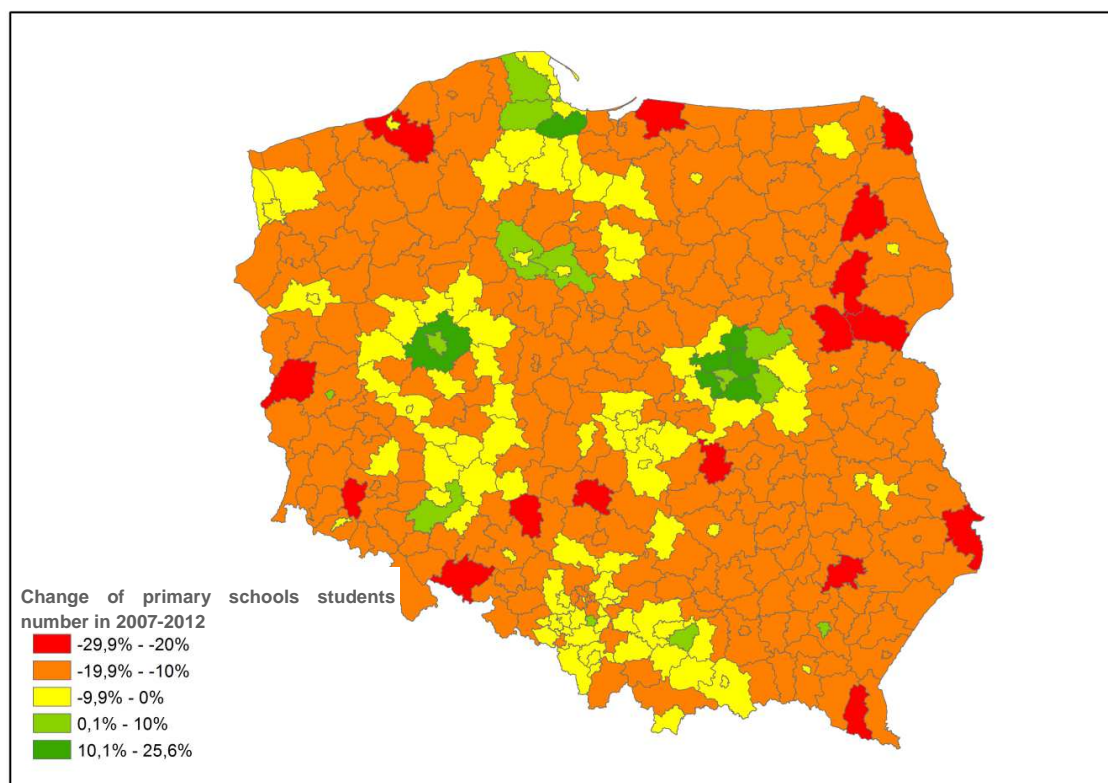 Change of primary schools students
number in 2007-2012
-29,9% - -20%
-19,9% - -10%
-9,9% - 0%
0,1% - 10%
10,1% - 25,6%